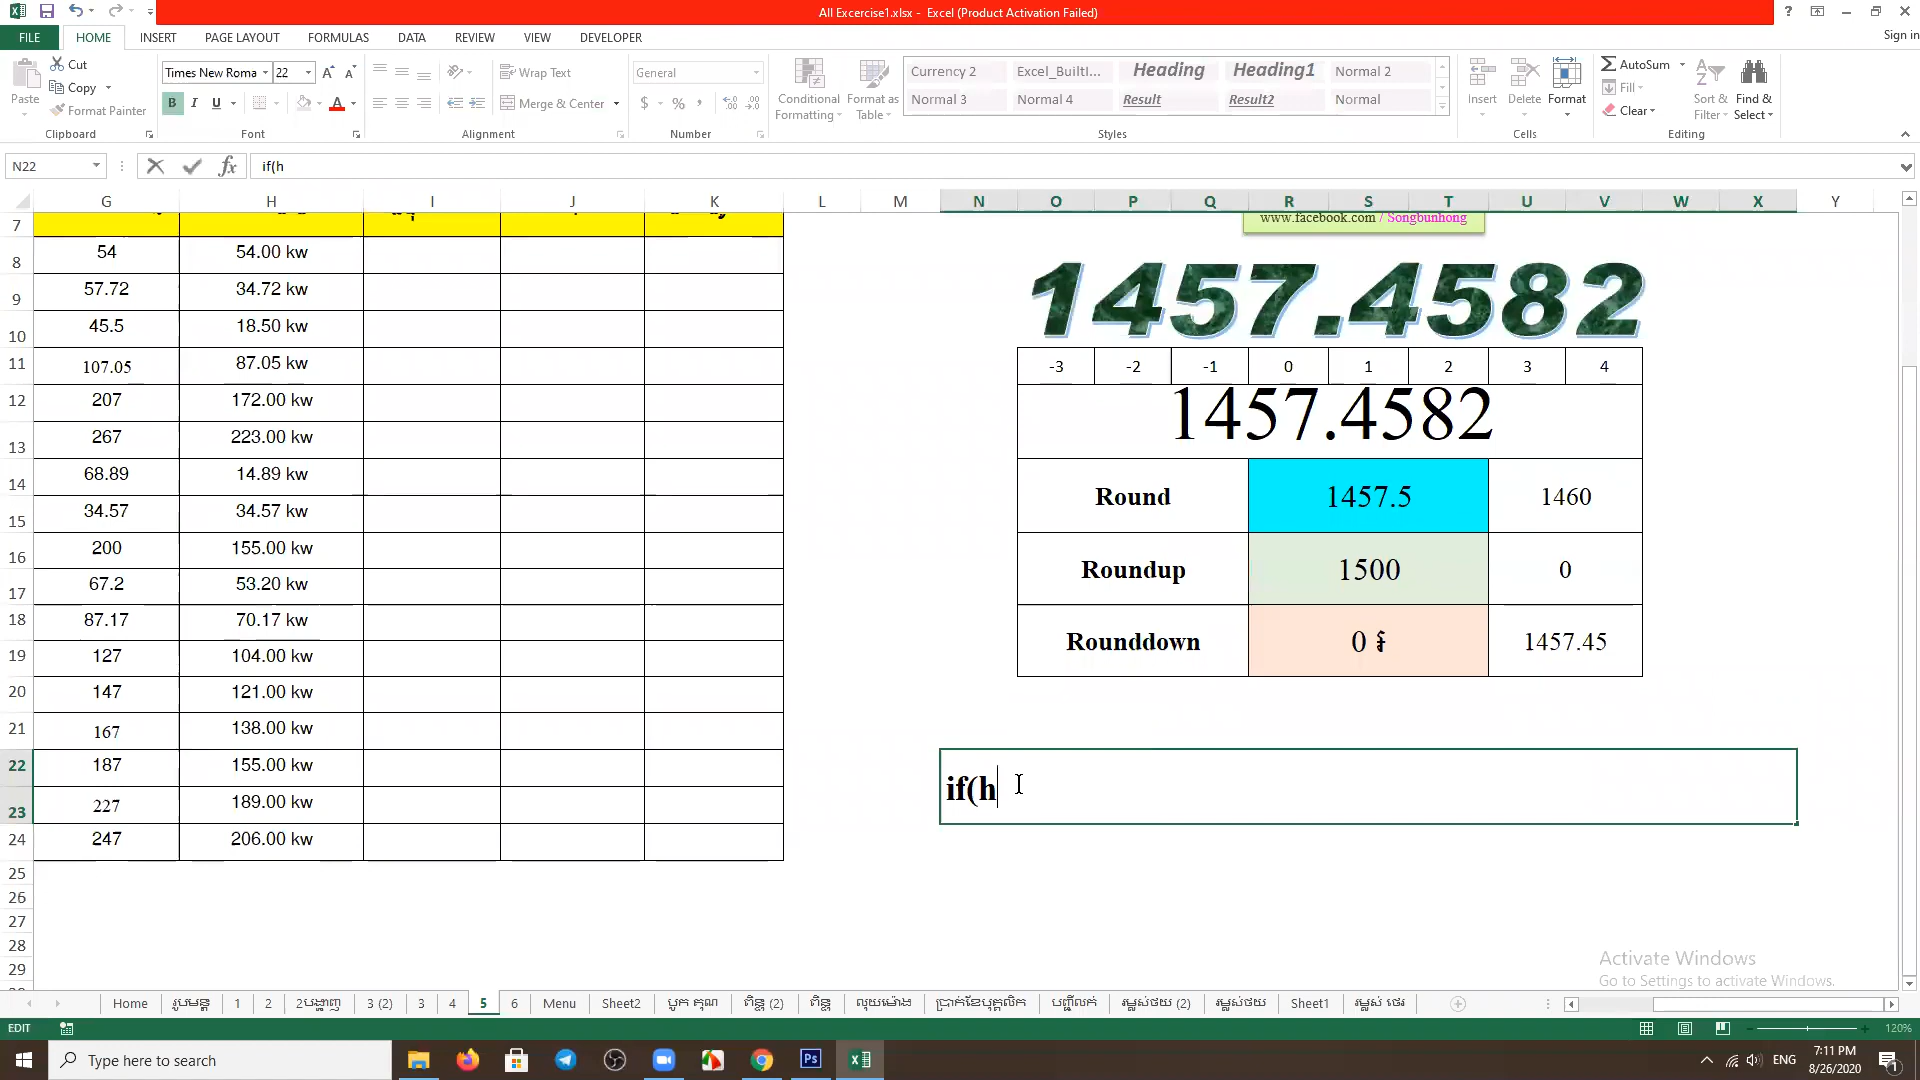 All Excercise1.xlsx - Excel (Product Activation Failed)
FILE HOME INSERT PAGE LAYOUT FORMULAS DATA REVIEW VIEW DEVELOPER Sign in
Paste Cut Copy Format Painter Clipboard
Times New Roma 22 B I U A Font
Wrap Text Merge & Center Alignment
General $ % Number
Conditional Formatting Format as Table
Currency 2 Excel_BuiltI... Heading Heading1 Normal 2
Normal 3 Normal 4 Result Result2 Normal
Styles
Insert Delete Format Cells
AutoSum Fill Clear Sort & Filter Find & Select Editing
N22 fx if(h
G H I J K L M N O P Q R S T U V W X Y
7 www.facebook.com / Songbunhong
8 54 54.00 kw
9 57.72 34.72 kw
1457.4582
10 45.5 18.50 kw
11 107.05 87.05 kw -3 -2 -1 0 1 2 3 4
12 207 172.00 kw
1457.4582
13 267 223.00 kw
14 68.89 14.89 kw
Round 1457.5 1460
15 34.57 34.57 kw
16 200 155.00 kw
Roundup 1500 0
17 67.2 53.20 kw
18 87.17 70.17 kw
Rounddown 0 ៛ 1457.45
19 127 104.00 kw
20 147 121.00 kw
21 167 138.00 kw
22 187 155.00 kw
if(h
23 227 189.00 kw
24 247 206.00 kw
25
26
27
28
29
Activate Windows
Go to Settings to activate Windows.
Home រូបមន្ត 1 2 2បង្ហាញ 3 (2) 3 4 5 6 Menu Sheet2 បូក គុណ ពិន្ទុ (2) ពិន្ទុ លុយម៉ោង ប្រាក់ខែបុគ្គលិក បញ្ជីលក់ រម្លស់ថយ (2) រម្លស់ថយ Sheet1 រម្លស់ ថេរ
EDIT 120%
Type here to search Ps ENG 7:11 PM
8/26/2020